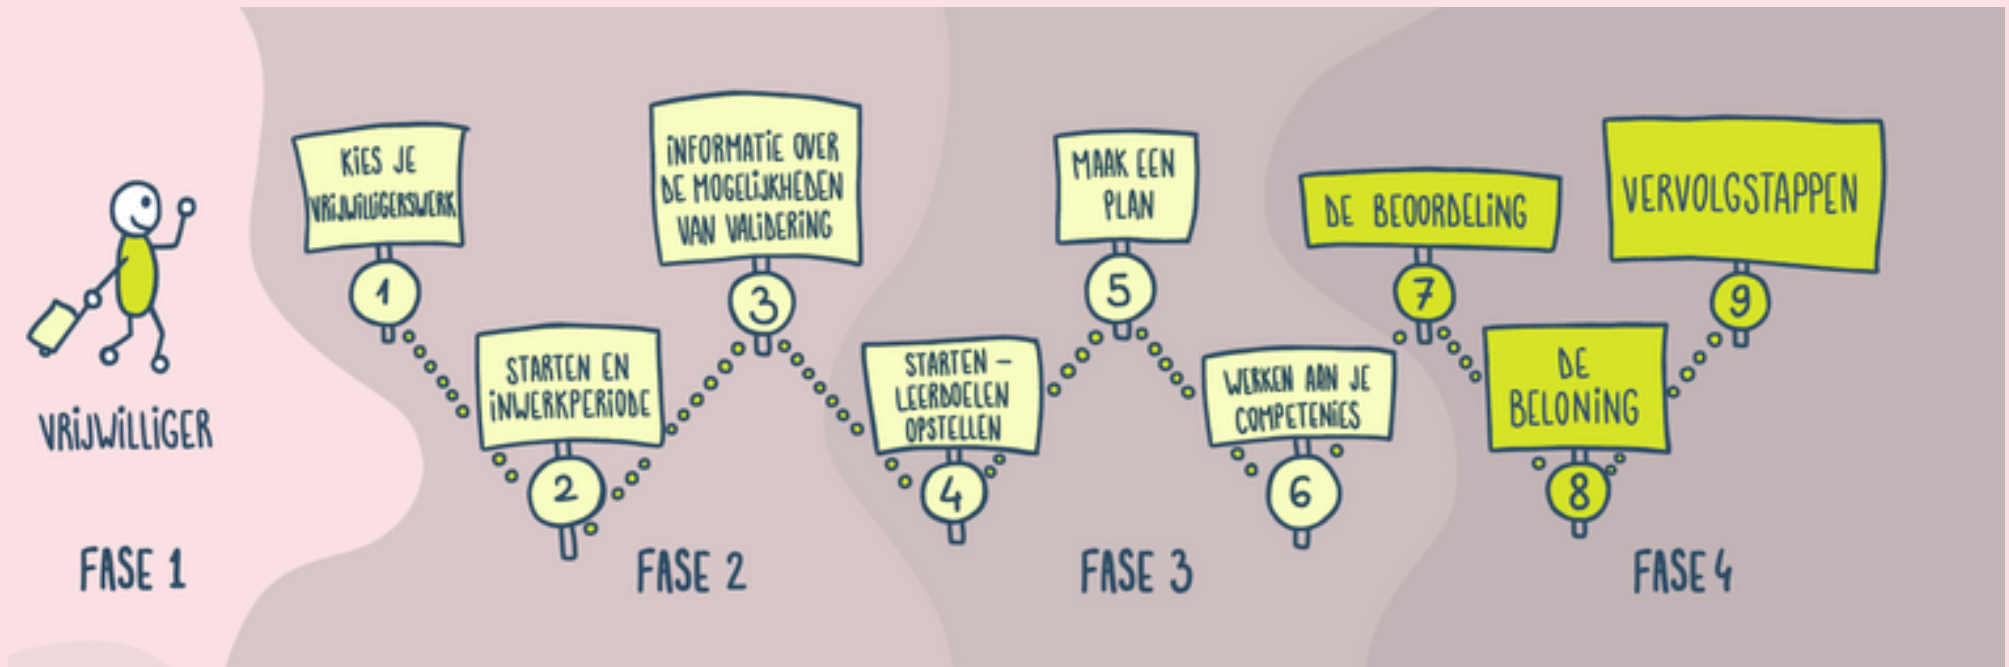 KIES JE
VRIJWILLIGERSWERK
1
STARTEN EN
INWERKPERIODE
2
INFORMATIE OVER
DE MOGELIJKHEDEN
VAN VALIDERING
3
STARTEN –
LEERDOELEN
OPSTELLEN
4
MAAK EEN
PLAN
5
WERKEN AAN JE
COMPETENIES
6
DE BEOORDELING
7
DE
BELONING
8
VERVOLGSTAPPEN
9
VRIJWILLIGER
FASE 1
FASE 2
FASE 3
FASE 4